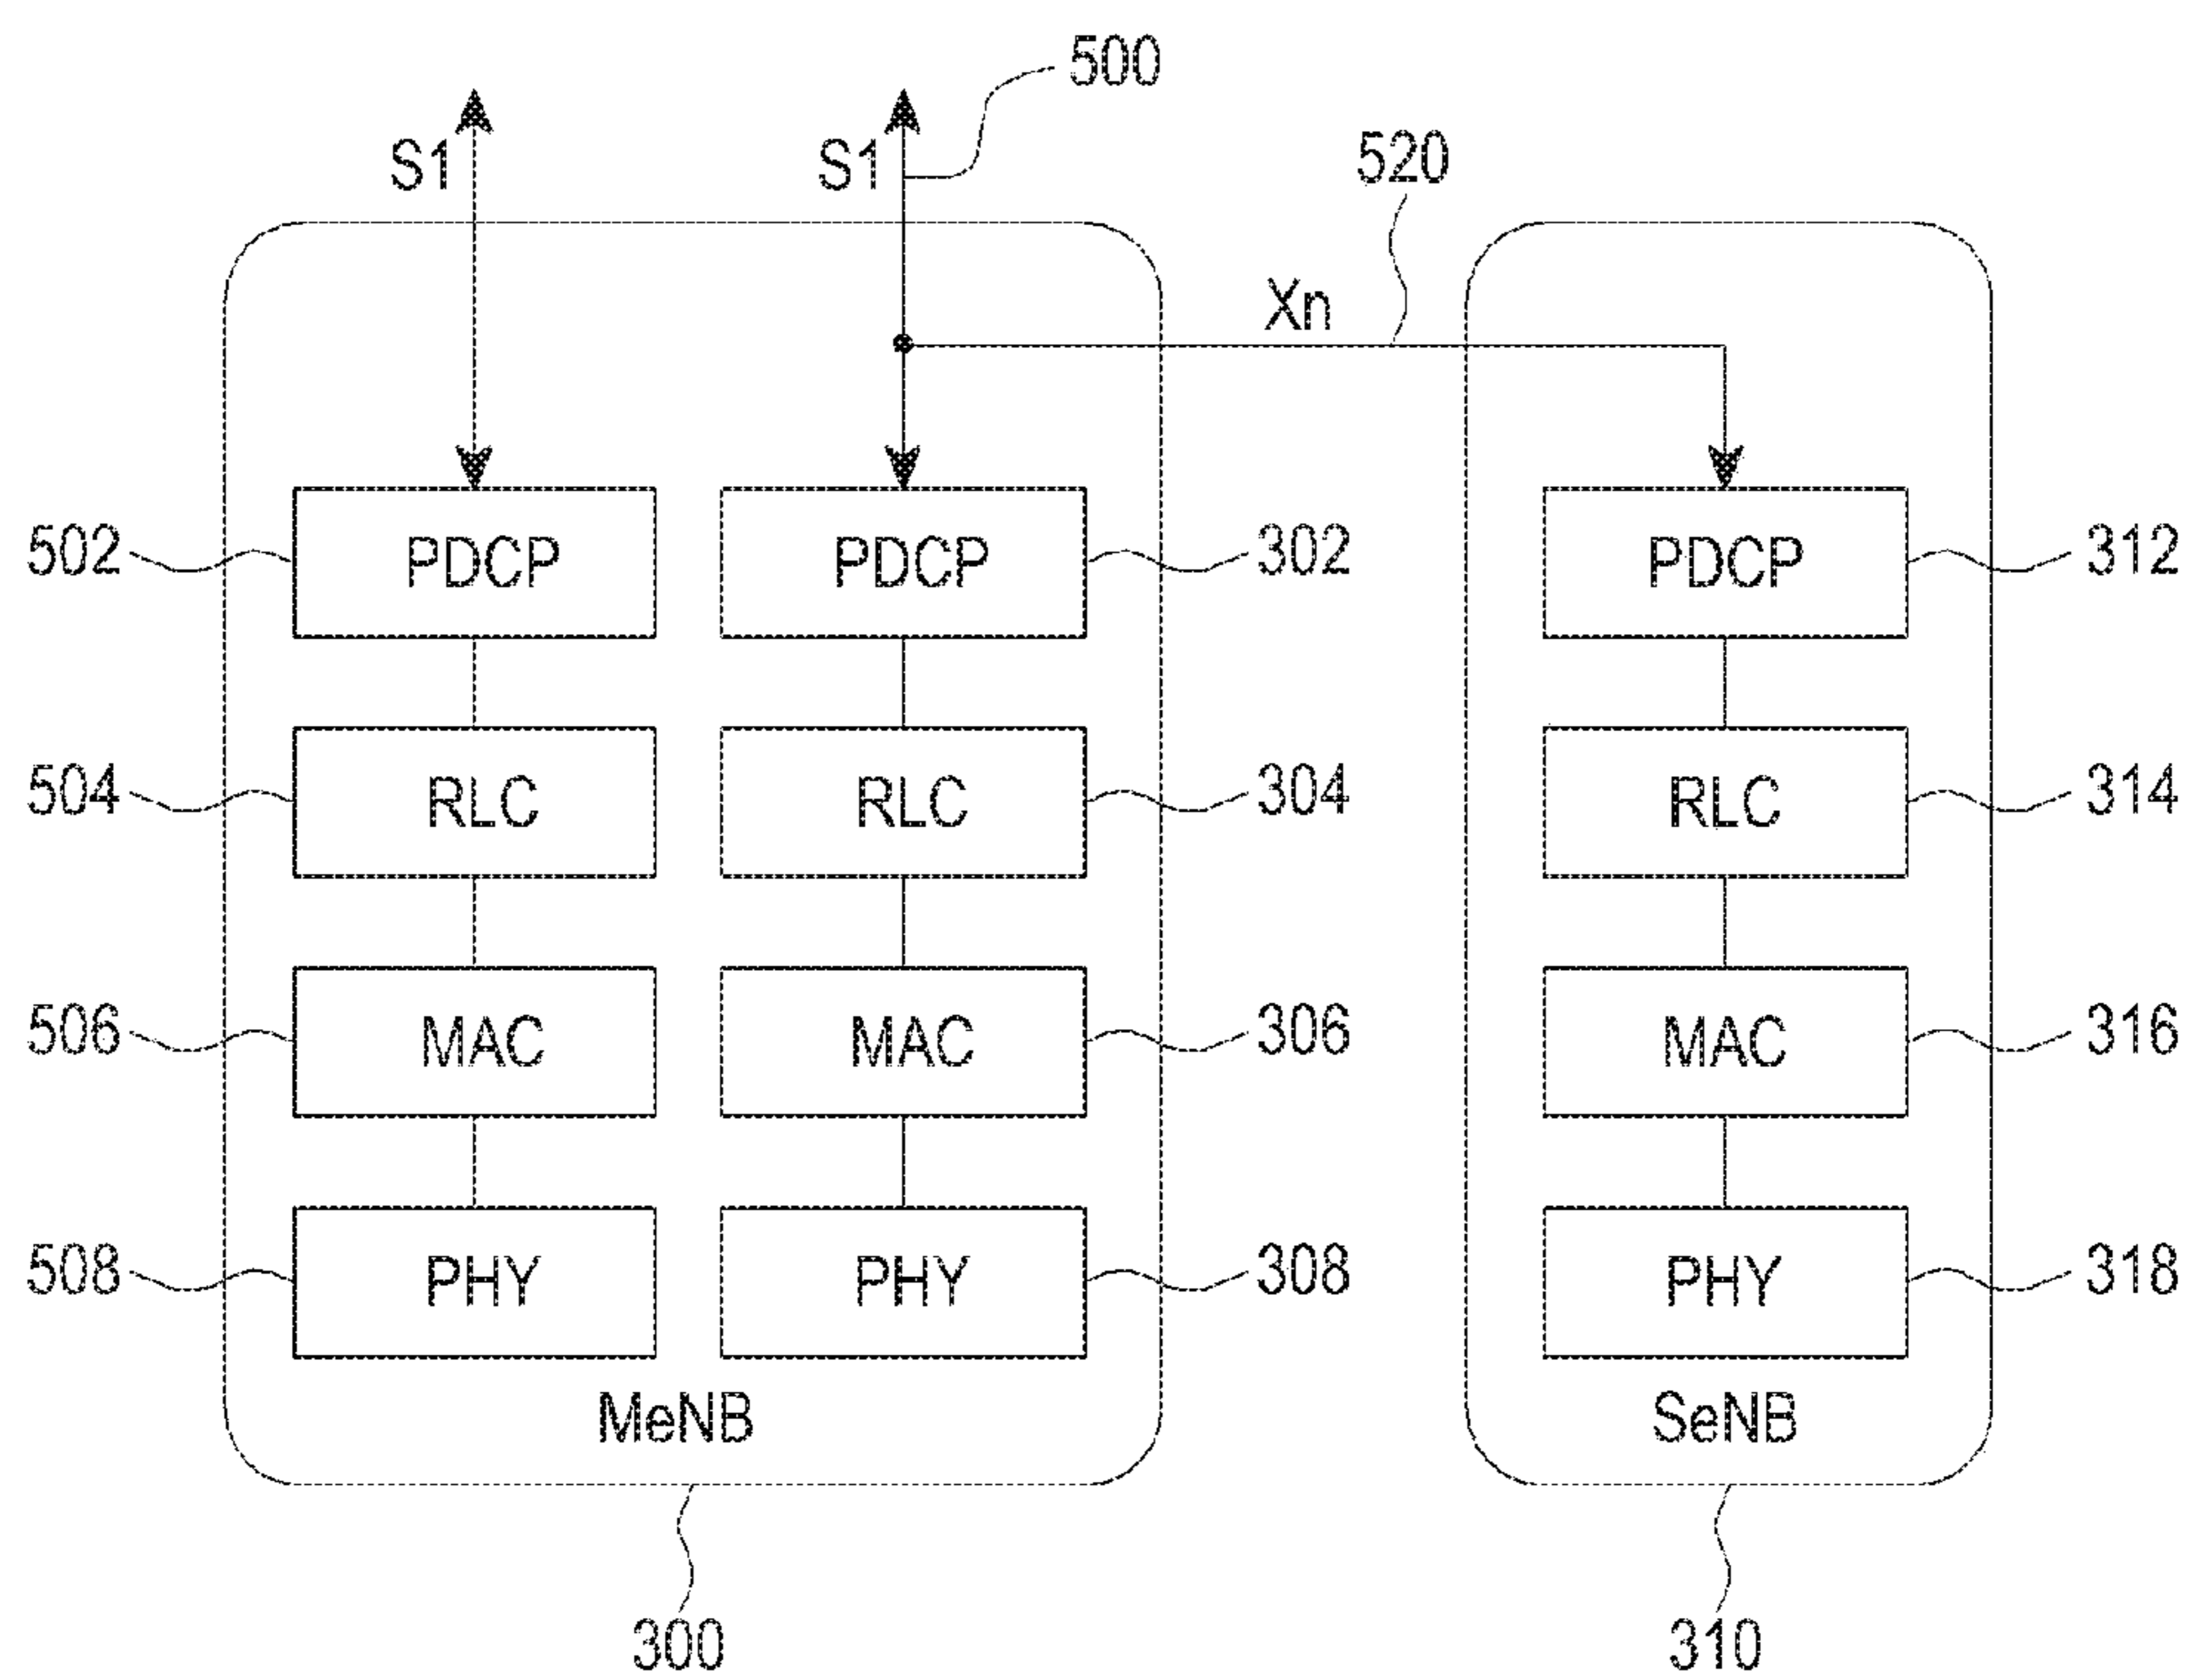 500
S1 S1 520
Xn
502 PDCP PDCP 302 PDCP 312
504 RLC RLC 304 RLC 314
506 MAC MAC 306 MAC 316
508 PHY PHY 308 PHY 318
MeNB SeNB
300 310